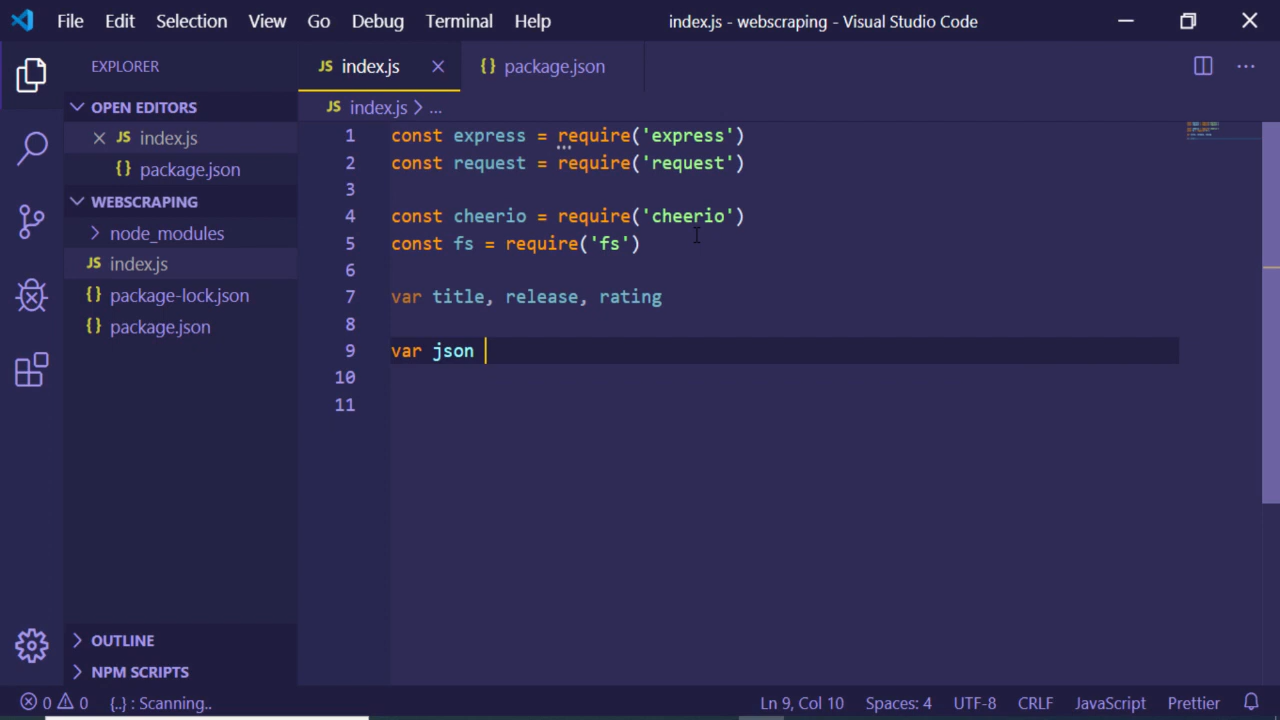 File Edit Selection View Go Debug Terminal Help index.js - webscraping - Visual Studio Code
EXPLORER
OPEN EDITORS
JS index.js
{} package.json
WEBSCRAPING
node_modules
JS index.js
{} package-lock.json
{} package.json
OUTLINE
NPM SCRIPTS
JS index.js {} package.json
JS index.js > ...
1 const express = require('express')
2 const request = require('request')
3
4 const cheerio = require('cheerio')
5 const fs = require('fs')
6
7 var title, release, rating
8
9 var json
10
11
0 0 {..} : Scanning.. Ln 9, Col 10 Spaces: 4 UTF-8 CRLF JavaScript Prettier